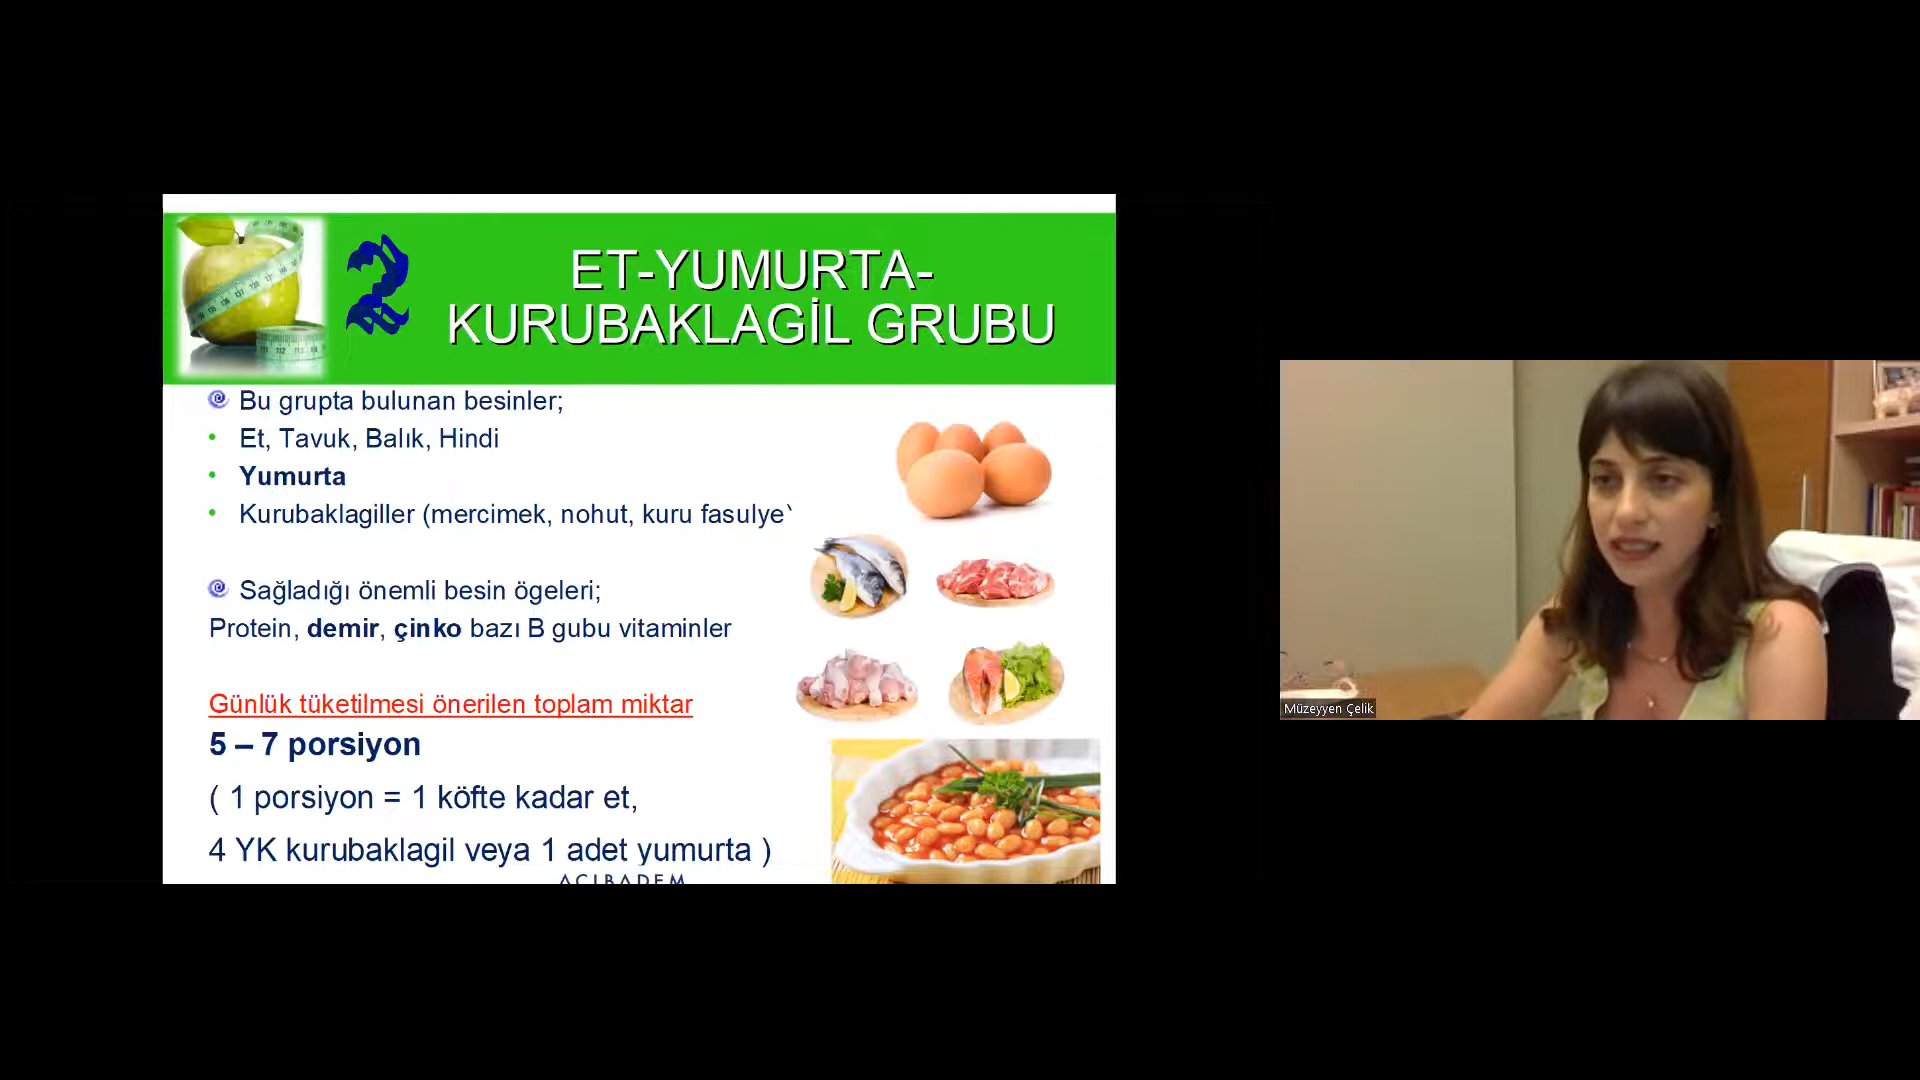 2
ET-YUMURTA-
KURUBAKLAGİL GRUBU
Bu grupta bulunan besinler;
Et, Tavuk, Balık, Hindi
Yumurta
Kurubaklagiller (mercimek, nohut, kuru fasulye)
Sağladığı önemli besin ögeleri;
Protein, demir, çinko bazı B gubu vitaminler
Günlük tüketilmesi önerilen toplam miktar
5 – 7 porsiyon
( 1 porsiyon = 1 köfte kadar et,
4 YK kurubaklagil veya 1 adet yumurta )
ACIBADEM
Müzeyyen Çelik